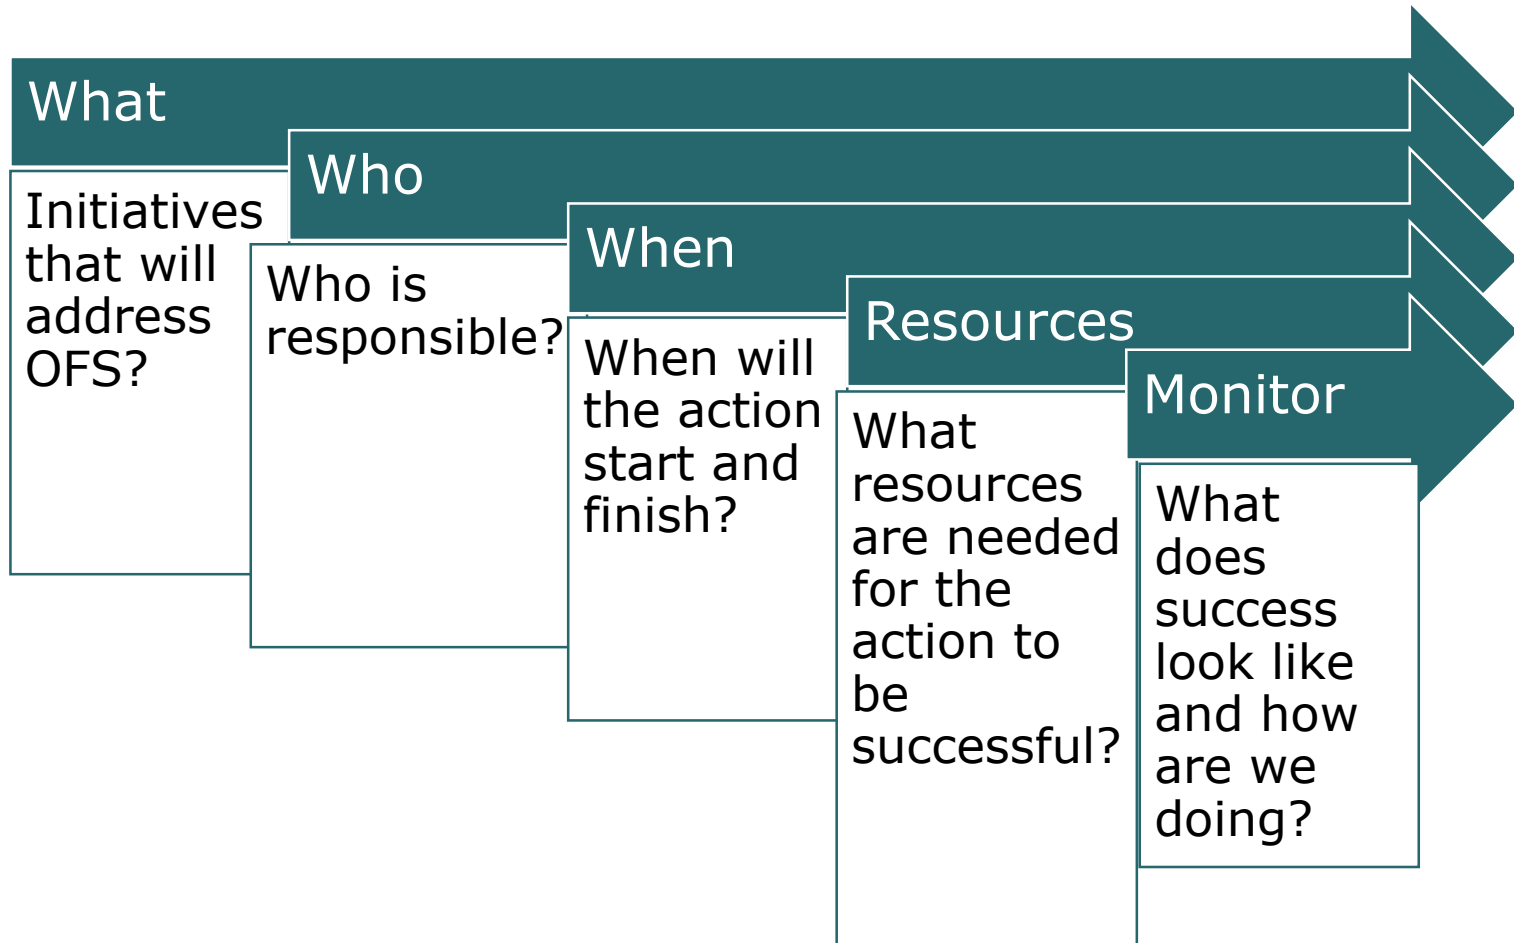 What
Initiatives
that will
address
OFS?
Who
Who is
responsible?
When
When will
the action
start and
finish?
Resources
What
resources
are needed
for the
action to
be
successful?
Monitor
What
does
success
look like
and how
are we
doing?